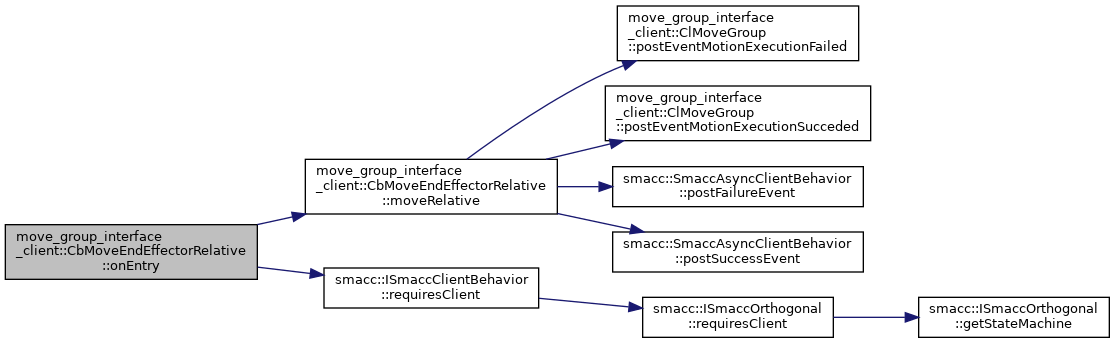 move_group_interface
_client::ClMoveGroup
::postEventMotionExecutionFailed
move_group_interface
_client::ClMoveGroup
::postEventMotionExecutionSucceded
move_group_interface
_client::CbMoveEndEffectorRelative
::moveRelative
smacc::SmaccAsyncClientBehavior
::postFailureEvent
move_group_interface
_client::CbMoveEndEffectorRelative
::onEntry
smacc::SmaccAsyncClientBehavior
::postSuccessEvent
smacc::ISmaccClientBehavior
::requiresClient
smacc::ISmaccOrthogonal
::requiresClient
smacc::ISmaccOrthogonal
::getStateMachine